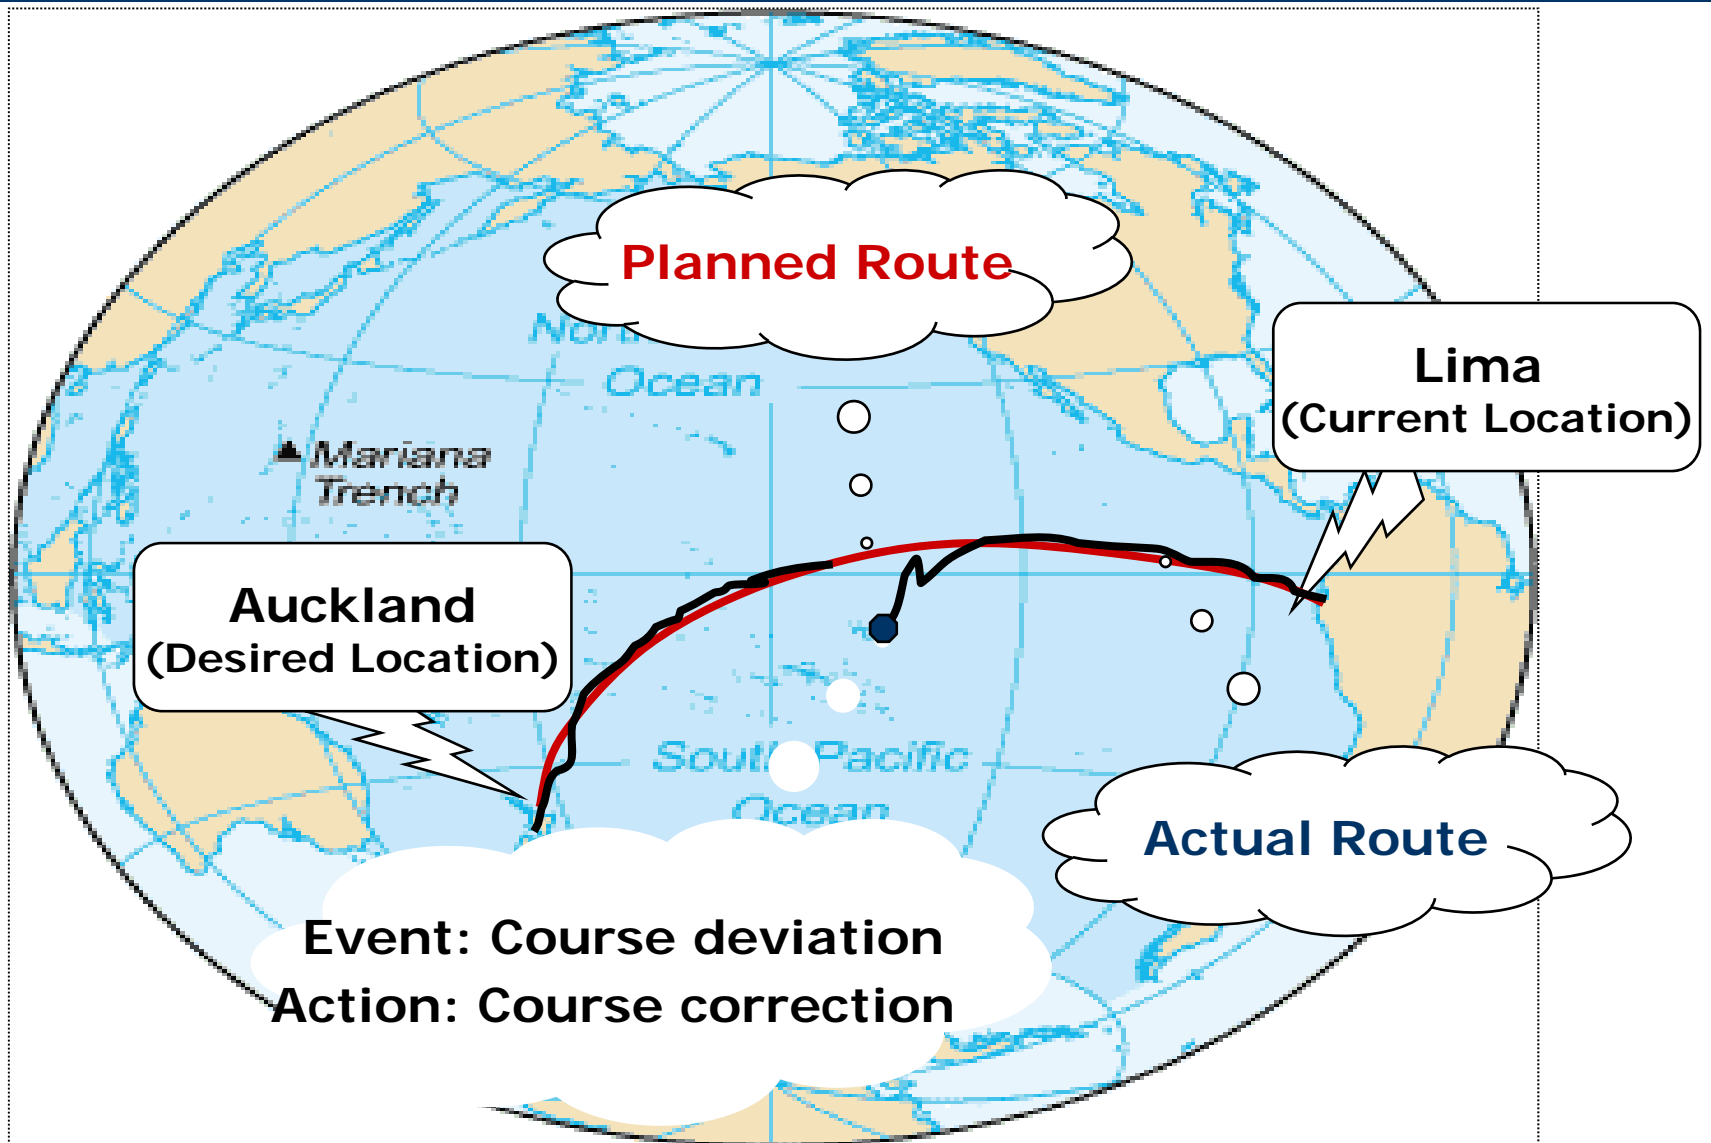 Planned Route
Ocean
Lima
(Current Location)
Mariana
Trench
Auckland
(Desired Location)
South Pacific
Ocean
Actual Route
Event: Course deviation
Action: Course correction